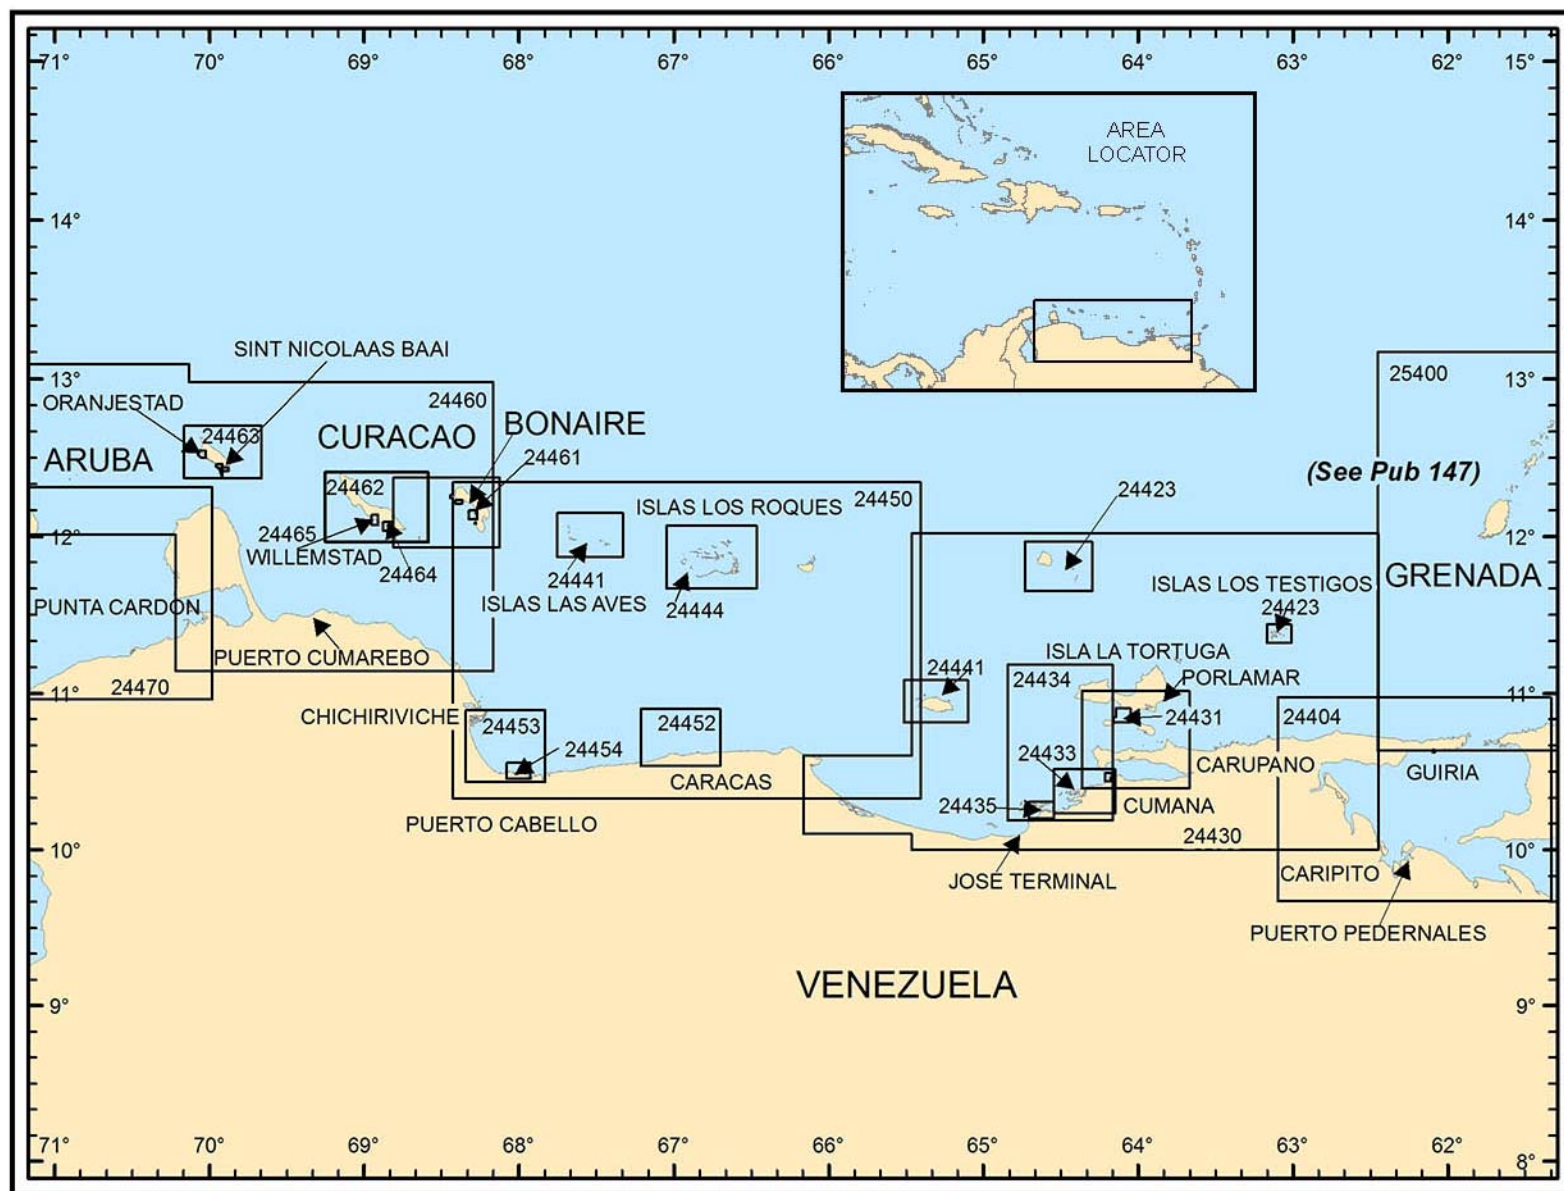 71°
70°
69°
68°
67°
66°
65°
64°
63°
62°
15°
AREA
LOCATOR
14°
14°
SINT NICOLAAS BAAI
13°
13°
25400
ORANJESTAD
24460
BONAIRE
24463
CURACAO
ARUBA
24461
(See Pub 147)
24462
24423
24450
ISLAS LOS ROQUES
24465
12°
12°
WILLEMSTAD
24464
24441
GRENADA
ISLAS LOS TESTIGOS
PUNTA CARDON
ISLAS LAS AVES
24444
24423
PUERTO CUMAREBO
ISLA LA TORTUGA
24441
24434
PORLAMAR
24470
11°
11°
CHICHIRIVICHE
24453
24452
24431
24404
24454
24433
CARUPANO
GUIRIA
CARACAS
24435
CUMANA
PUERTO CABELLO
24430
10°
10°
CARIPITO
JOSE TERMINAL
PUERTO PEDERNALES
VENEZUELA
9°
9°
71°
70°
69°
68°
67°
66°
65°
64°
63°
62°
8°
8°